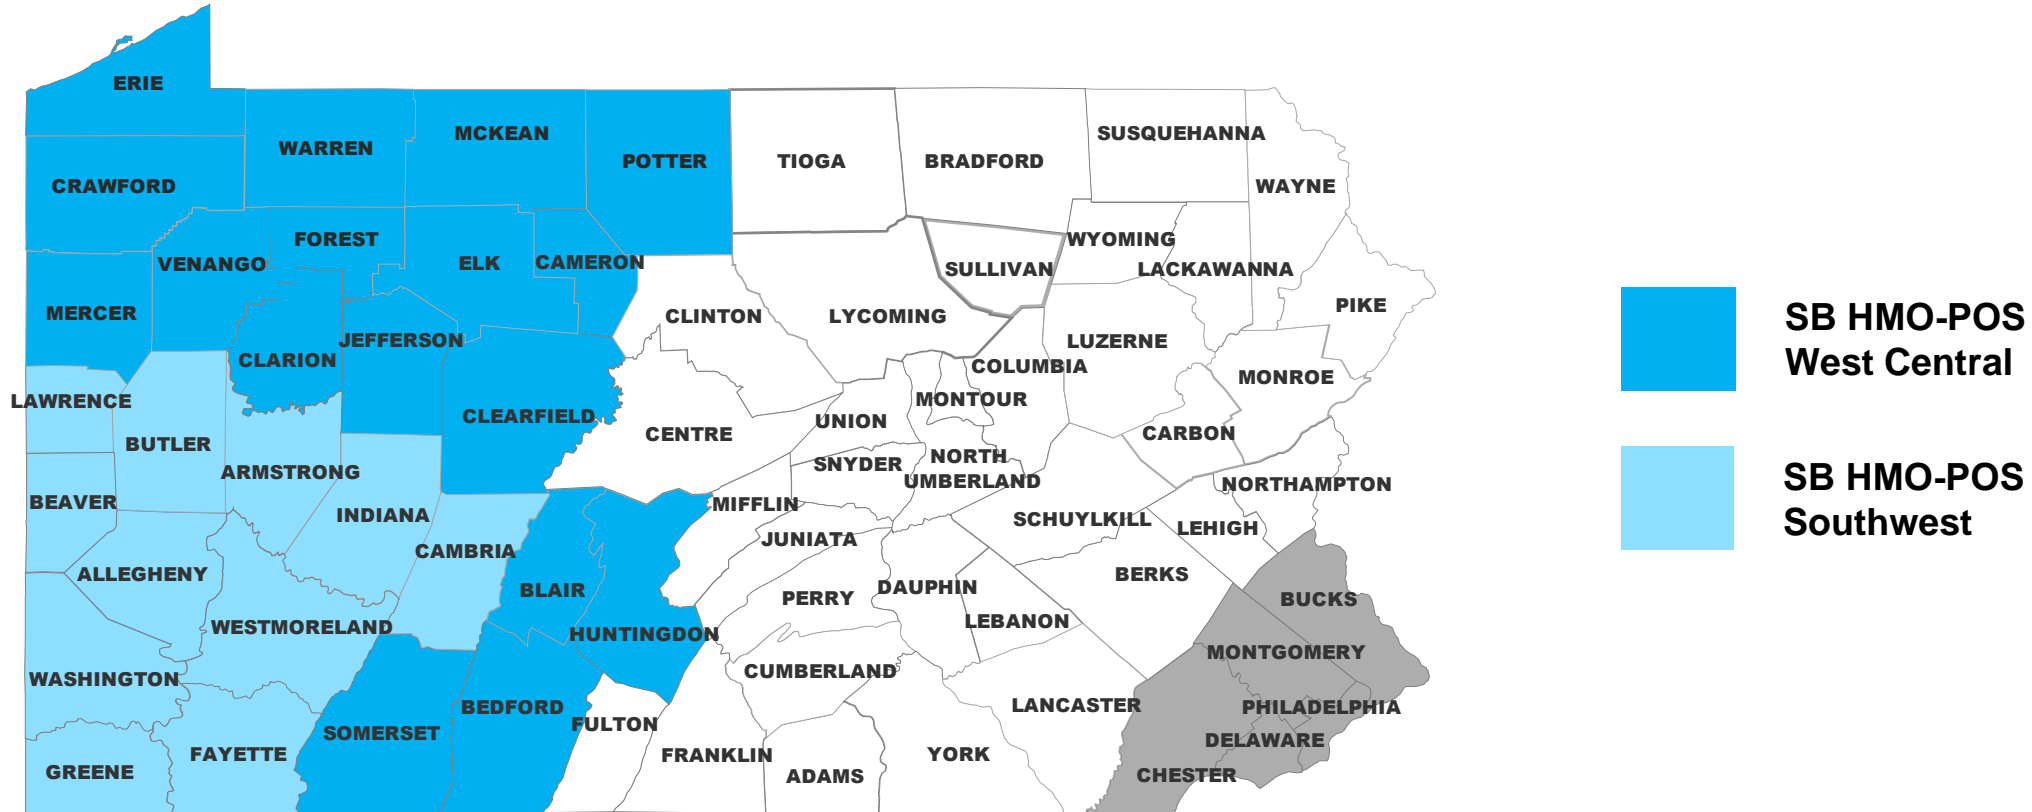 ERIE
MCKEAN
SUSQUEHANNA
WARREN
POTTER
TIOGA
BRADFORD
CRAWFORD
WAYNE
FOREST
WYOMING
VENANGO
ELK
CAMERON
SULLIVAN
LACKAWANNA
PIKE
MERCER
CLINTON
LYCOMING
JEFFERSON
LUZERNE
CLARION
COLUMBIA
MONROE
LAWRENCE
MONTOUR
CLEARFIELD
UNION
BUTLER
CENTRE
CARBON
NORTH
UMBERLAND
SNYDER
ARMSTRONG
NORTHAMPTON
BEAVER
MIFFLIN
INDIANA
SCHUYLKILL
LEHIGH
JUNIATA
CAMBRIA
ALLEGHENY
BERKS
BLAIR
DAUPHIN
PERRY
BUCKS
LEBANON
WESTMORELAND
HUNTINGDON
MONTGOMERY
CUMBERLAND
WASHINGTON
LANCASTER
BEDFORD
PHILADELPHIA
FULTON
SOMERSET
DELAWARE
FAYETTE
FRANKLIN
YORK
GREENE
ADAMS
CHESTER
SB HMO-POS
West Central
SB HMO-POS
Southwest